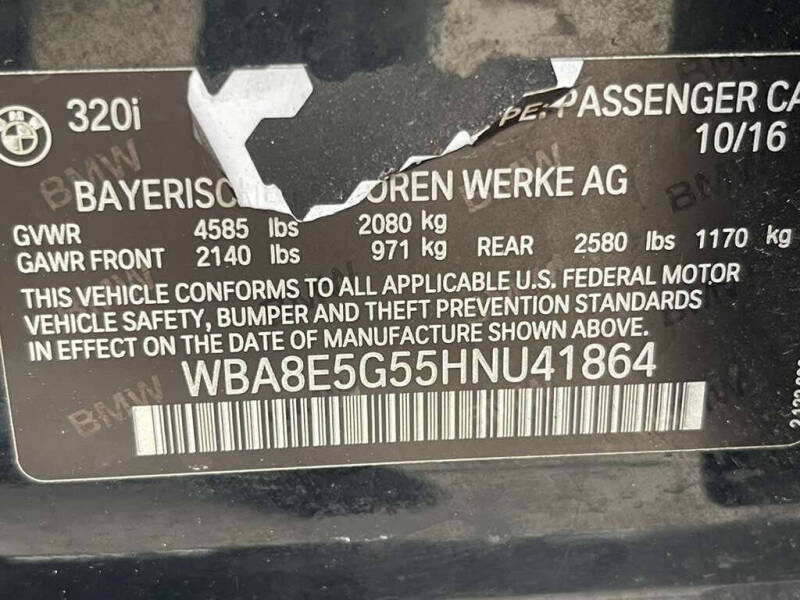 320i PE: PASSENGER CA
10/16
BAYERISCHE OREN WERKE AG
GVWR 4585 lbs 2080 kg
GAWR FRONT 2140 lbs 971 kg REAR 2580 lbs 1170 kg
THIS VEHICLE CONFORMS TO ALL APPLICABLE U.S. FEDERAL MOTOR
VEHICLE SAFETY, BUMPER AND THEFT PREVENTION STANDARDS
IN EFFECT ON THE DATE OF MANUFACTURE SHOWN ABOVE.
WBA8E5G55HNU41864